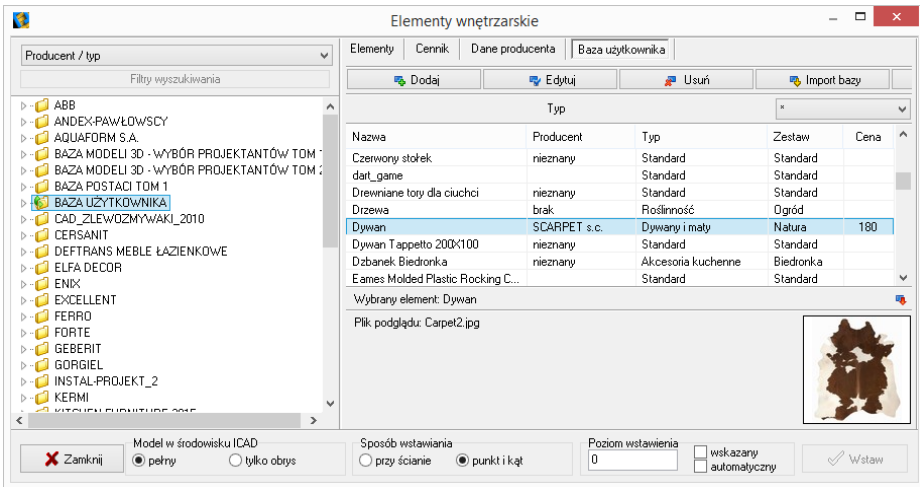 Elementy wnętrzarskie
Producent / typ
Filtry wyszukiwania
ABB
ANDEX-PAWŁOWSCY
AQUAFORM S.A.
BAZA MODELI 3D - WYBÓR PROJEKTANTÓW TOM
BAZA MODELI 3D - WYBÓR PROJEKTANTÓW TOM
BAZA POSTACI TOM 1
BAZA UŻYTKOWNIKA
CAD_ZLEWOZMYWAKI_2010
CERSANIT
DEFTRANS MEBLE ŁAZIENKOWE
ELFA DECOR
ENIX
EXCELLENT
FERRO
FORTE
GEBERIT
GORGIEL
INSTAL-PROJEKT_2
KERMI
KITCHEN FURNITURE 2015
Elementy Cennik Dane producenta Baza użytkownika
Dodaj Edytuj Usuń Import bazy
Typ *
Nazwa Producent Typ Zestaw Cena
Czerwony stołek nieznany Standard Standard
dart_game Standard Standard
Drewniane tory dla ciuchci nieznany Standard Standard
Drzewa brak Roślinność Ogród
Dywan SCARPET s.c. Dywany i maty Natura 180
Dywan Tappetto 200X100 nieznany Standard Standard
Dzbanek Biedronka nieznany Akcesoria kuchenne Biedronka
Eames Molded Plastic Rocking C... Standard Standard
Wybrany element: Dywan
Plik podglądu: Carpet2.jpg
Zamknij
Model w środowisku ICAD
pełny tylko obrys
Sposób wstawiania
przy ścianie punkt i kąt
Poziom wstawienia
0
wskazany
automatyczny
Wstaw